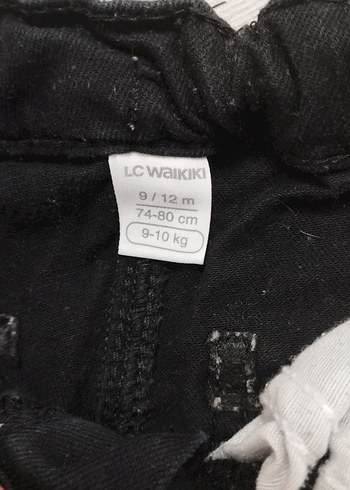 LC WAIKIKI
9 / 12 m
74-80 cm
9-10 kg